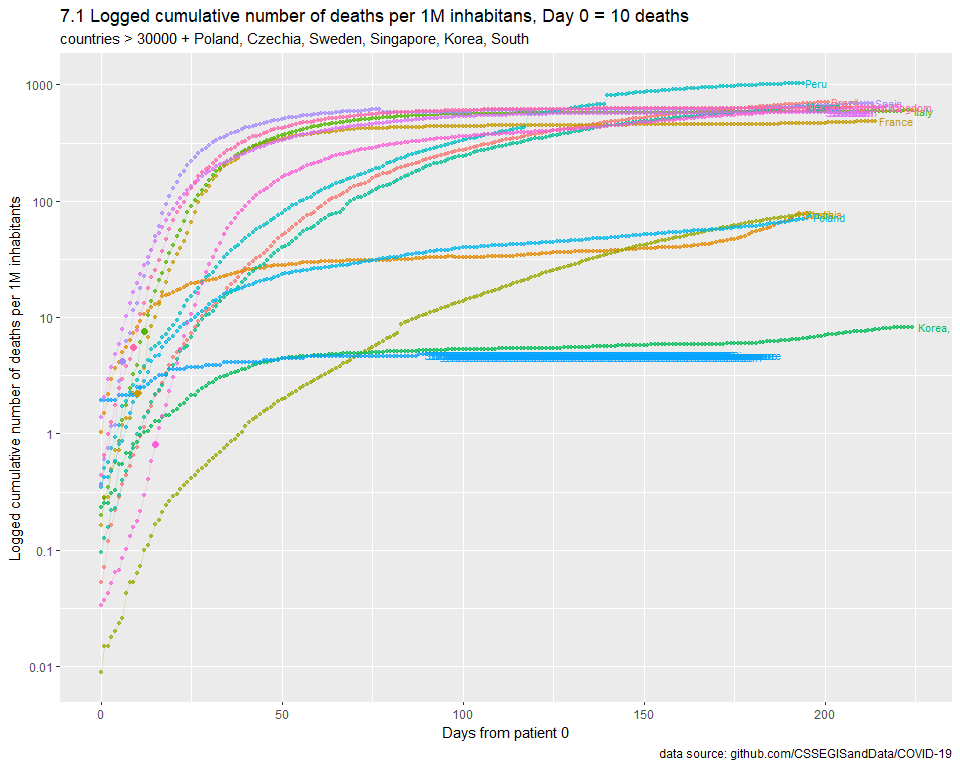 7.1 Logged cumulative number of deaths per 1M inhabitans, Day 0 = 10 deaths
countries > 30000 + Poland, Czechia, Sweden, Singapore, Korea, South
Logged cumulative number of deaths per 1M inhabitants
1000
100
10
1
0.1
0.01
Peru
Spain
Italy
France
Poland
Korea,
0
50
100
150
200
Days from patient 0
data source: github.com/CSSEGISandData/COVID-19